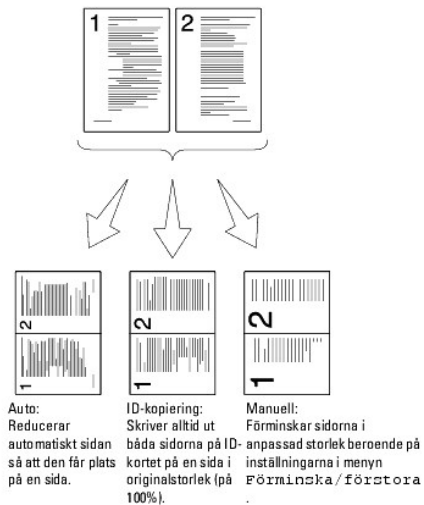 1 2
2 2 2
1 1 1
Auto:
Reducerar
automatiskt sidan
så att den får plats
på en sida.
ID-kopiering:
Skriver alltid ut
båda sidorna på ID-
kortet på en sida i
originalstorlek (på
100%).
Manuell:
Förminskar sidorna i
anpassad storlek beroende på
inställningarna i menyn
Förminska/förstora
.